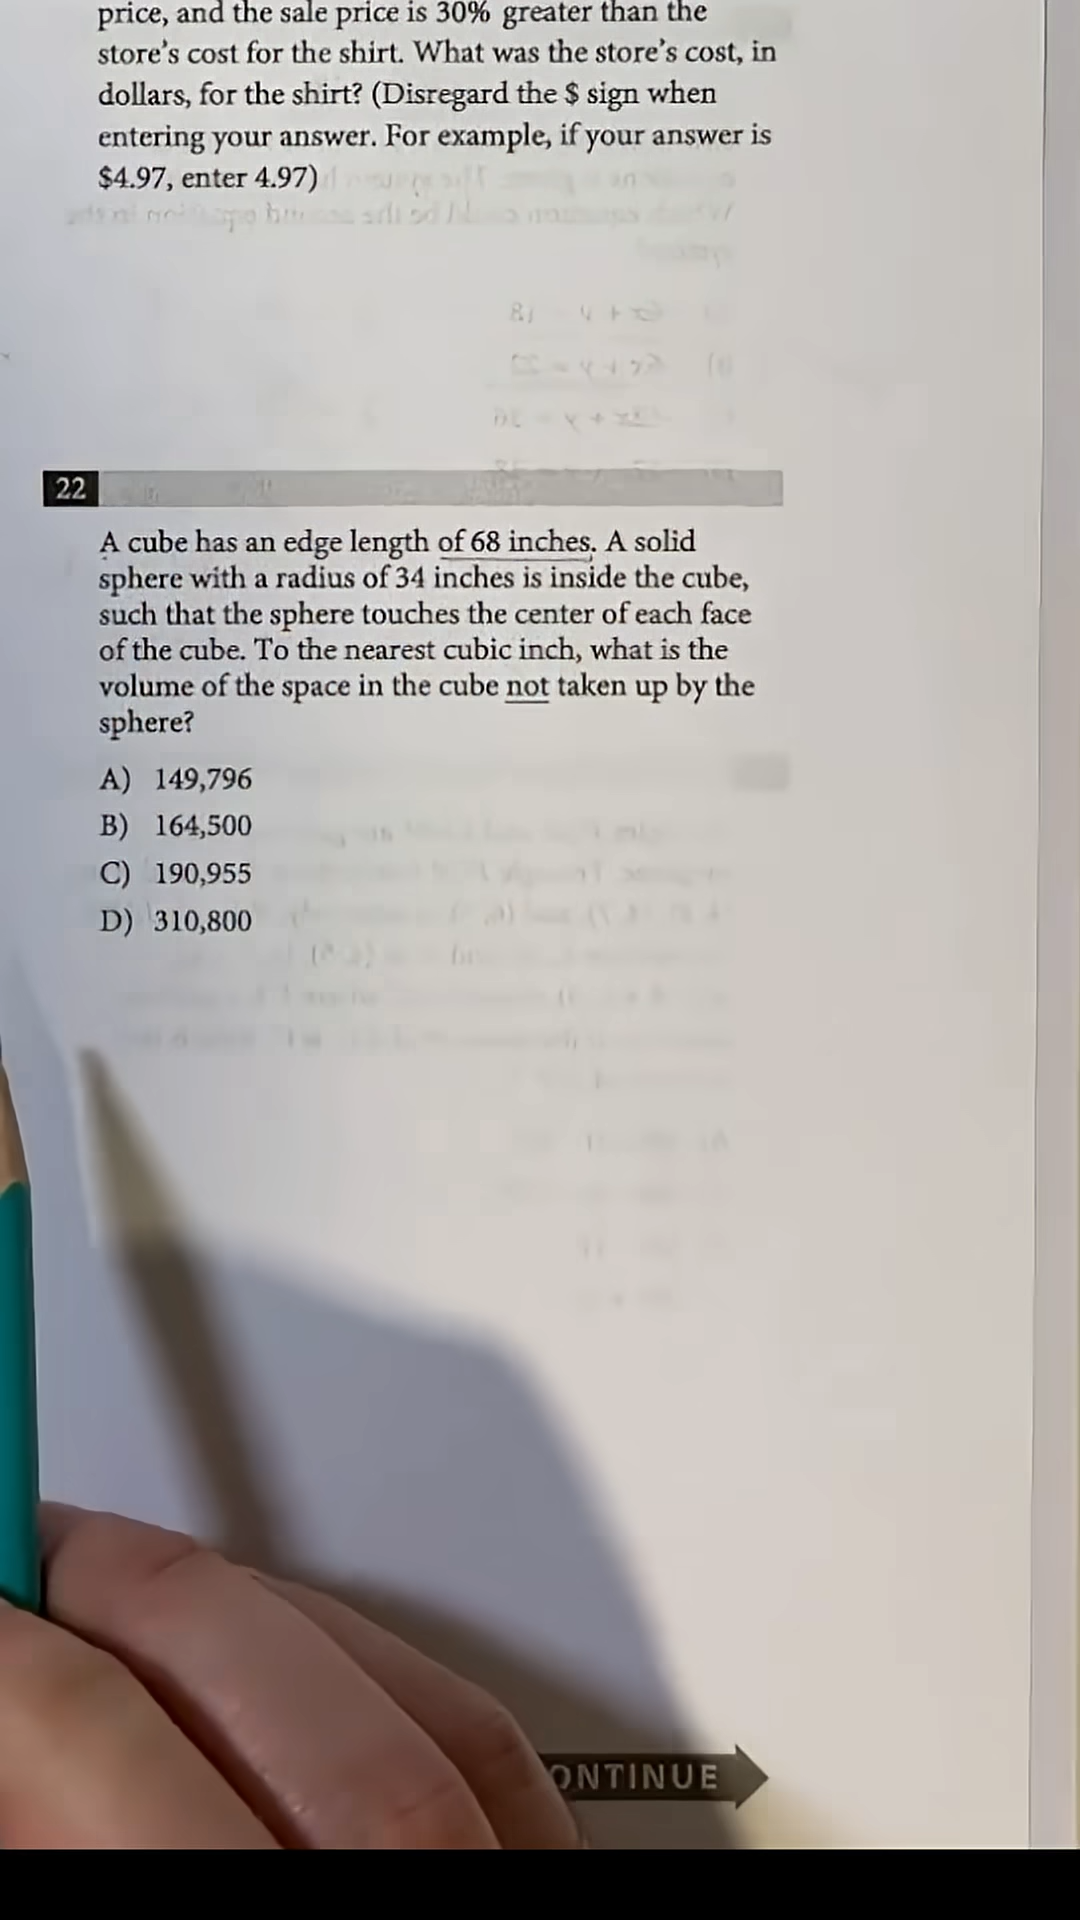 price, and the sale price is 30% greater than the
store's cost for the shirt. What was the store's cost, in
dollars, for the shirt? (Disregard the $ sign when
entering your answer. For example, if your answer is
$4.97, enter 4.97)
22
A cube has an edge length of 68 inches. A solid
sphere with a radius of 34 inches is inside the cube,
such that the sphere touches the center of each face
of the cube. To the nearest cubic inch, what is the
volume of the space in the cube not taken up by the
sphere?
A) 149,796
B) 164,500
C) 190,955
D) 310,800
ONTINUE